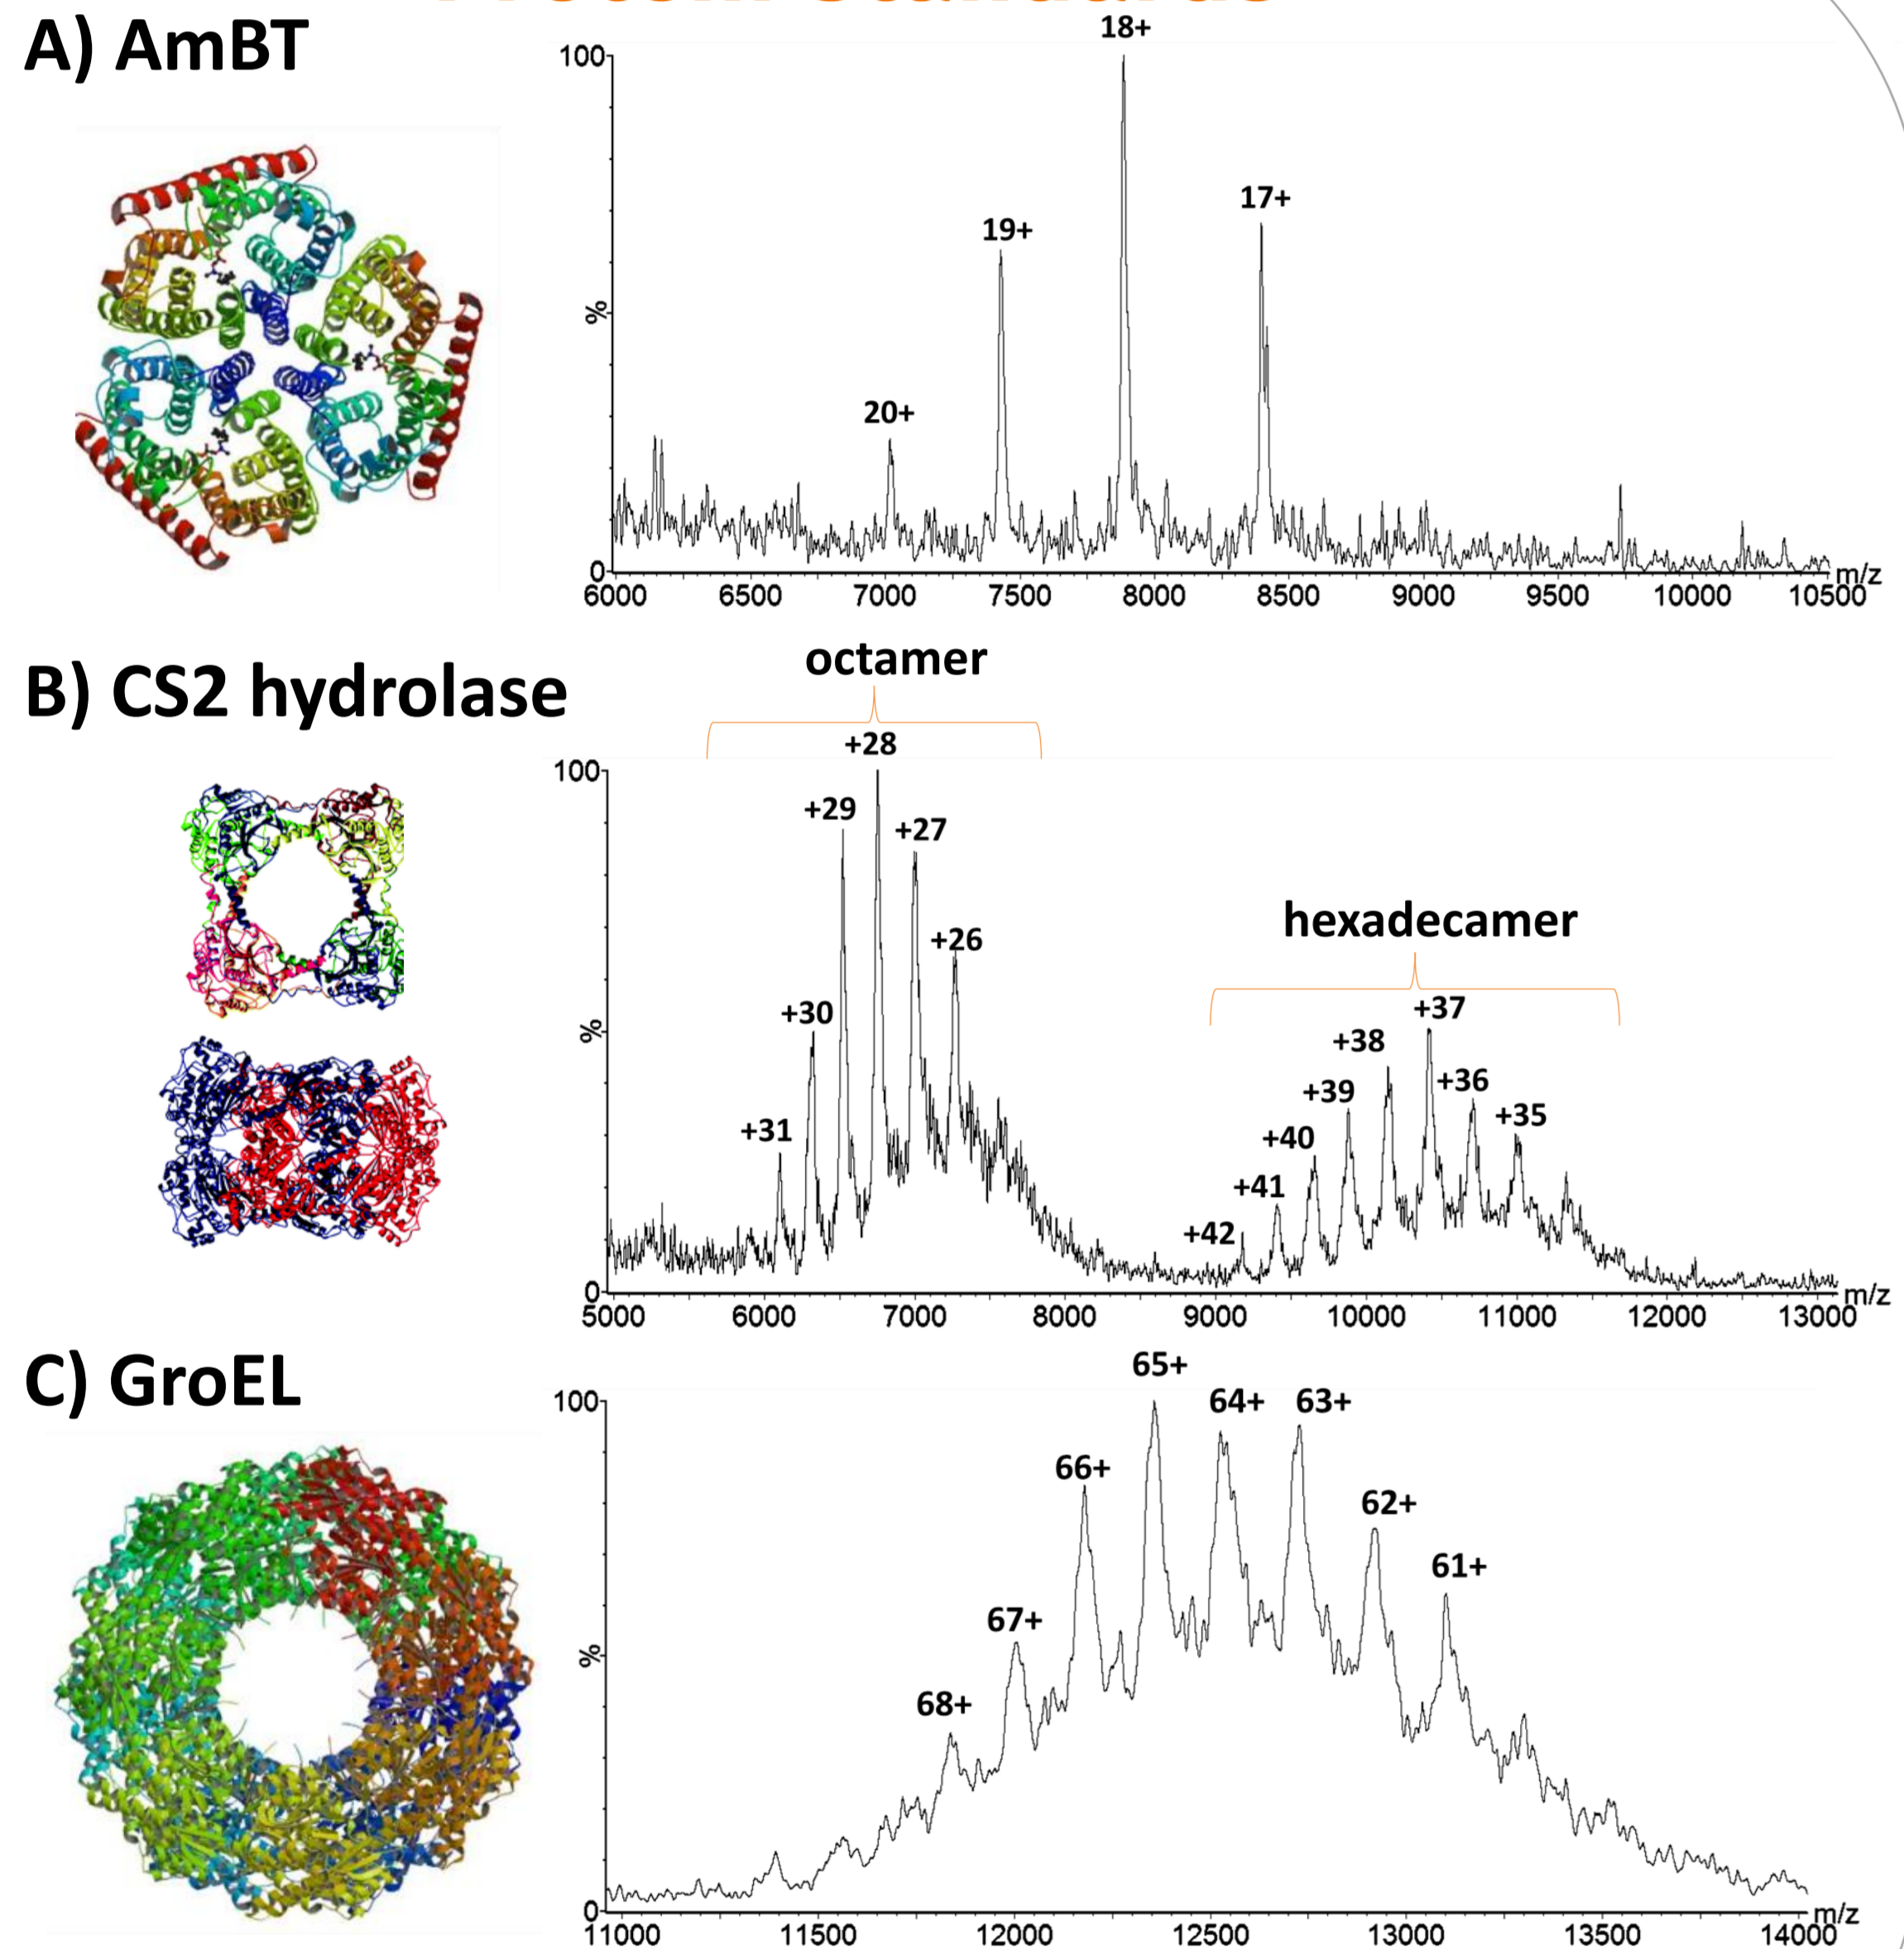 Protein Standards
A) AmBT
100
%
0
18+
17+
19+
20+
6000 6500 7000 7500 8000 8500 9000 9500 10000 10500
m/z
B) CS2 hydrolase
octamer
+28
100
+29
+27
+26
hexadecamer
+30
+37
%
+38
+39
+36
+31
+40
+35
+41
+42
0
5000 6000 7000 8000 9000 10000 11000 12000 13000
m/z
C) GroEL
65+
100
64+
63+
66+
62+
61+
67+
%
68+
0
11000 11500 12000 12500 13000 13500 14000
m/z